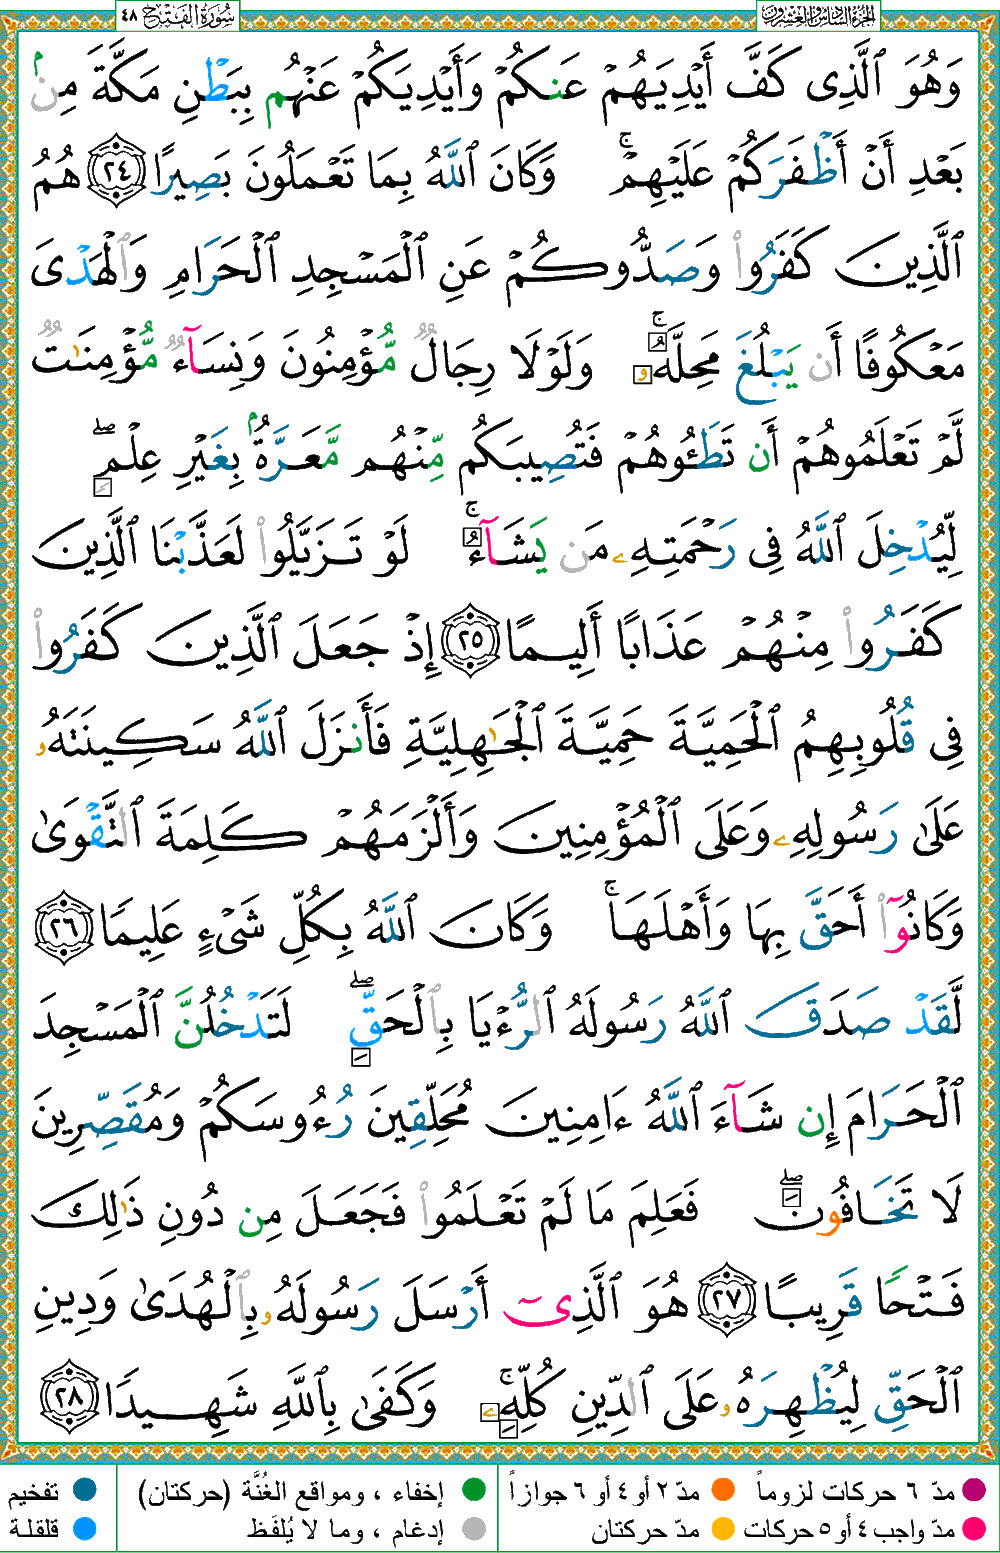 الجزء السادس والعشرون
سورة الفتح ٤٨
وَهُوَ ٱلَّذِى كَفَّ أَيْدِيَهُمْ عَنكُمْ وَأَيْدِيَكُمْ عَنْهُم بِبَطْنِ مَكَّةَ مِنۢ
بَعْدِ أَنْ أَظْفَرَكُمْ عَلَيْهِمْ ۚ وَكَانَ ٱللَّهُ بِمَا تَعْمَلُونَ بَصِيرًا ٢٤ هُمُ
ٱلَّذِينَ كَفَرُوا۟ وَصَدُّوكُمْ عَنِ ٱلْمَسْجِدِ ٱلْحَرَامِ وَٱلْهَدْىَ
مَعْكُوفًا أَن يَبْلُغَ مَحِلَّهُۥ ۚ وَلَوْلَا رِجَالٌ مُّؤْمِنُونَ وَنِسَآءٌ مُّؤْمِنَـٰتٌ
لَّمْ تَعْلَمُوهُمْ أَن تَطَـُٔوهُمْ فَتُصِيبَكُم مِّنْهُم مَّعَرَّةٌۢ بِغَيْرِ عِلْمٍ ۖ
لِّيُدْخِلَ ٱللَّهُ فِى رَحْمَتِهِۦ مَن يَشَآءُ ۚ لَوْ تَزَيَّلُوا۟ لَعَذَّبْنَا ٱلَّذِينَ
كَفَرُوا۟ مِنْهُمْ عَذَابًا أَلِيمًا ٢٥ إِذْ جَعَلَ ٱلَّذِينَ كَفَرُوا۟
فِى قُلُوبِهِمُ ٱلْحَمِيَّةَ حَمِيَّةَ ٱلْجَـٰهِلِيَّةِ فَأَنزَلَ ٱللَّهُ سَكِينَتَهُۥ
عَلَىٰ رَسُولِهِۦ وَعَلَى ٱلْمُؤْمِنِينَ وَأَلْزَمَهُمْ كَلِمَةَ ٱلتَّقْوَىٰ
وَكَانُوٓا۟ أَحَقَّ بِهَا وَأَهْلَهَا ۚ وَكَانَ ٱللَّهُ بِكُلِّ شَىْءٍ عَلِيمًا ٢٦
لَّقَدْ صَدَقَ ٱللَّهُ رَسُولَهُ ٱلرُّءْيَا بِٱلْحَقِّ ۖ لَتَدْخُلُنَّ ٱلْمَسْجِدَ
ٱلْحَرَامَ إِن شَآءَ ٱللَّهُ ءَامِنِينَ مُحَلِّقِينَ رُءُوسَكُمْ وَمُقَصِّرِينَ
لَا تَخَافُونَ ۖ فَعِلِمَ مَا لَمْ تَعْلَمُوا۟ فَجَعَلَ مِن دُونِ ذَٰلِكَ
فَتْحًا قَرِيبًا ٢٧ هُوَ ٱلَّذِىٓ أَرْسَلَ رَسُولَهُۥ بِٱلْهُدَىٰ وَدِينِ
ٱلْحَقِّ لِيُظْهِرَهُۥ عَلَى ٱلدِّينِ كُلِّهِۦ ۚ وَكَفَىٰ بِٱللَّهِ شَهِيدًا ٢٨
مدّ ٦ حركات لزوماً مدّ ٢ أو ٤ أو ٦ جوازاً إخفاء ، ومواقع الغُنَّة (حركتان) تفخيم
مدّ واجب ٤ أو ٥ حركات مدّ حركتان إدغام ، وما لا يُلفَظ قلقلة